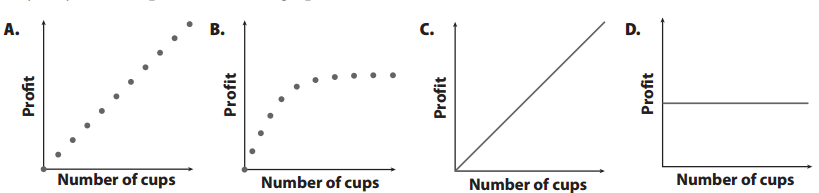 A.
Profit
Number of cups
B.
Profit
Number of cups
C.
Profit
Number of cups
D.
Profit
Number of cups